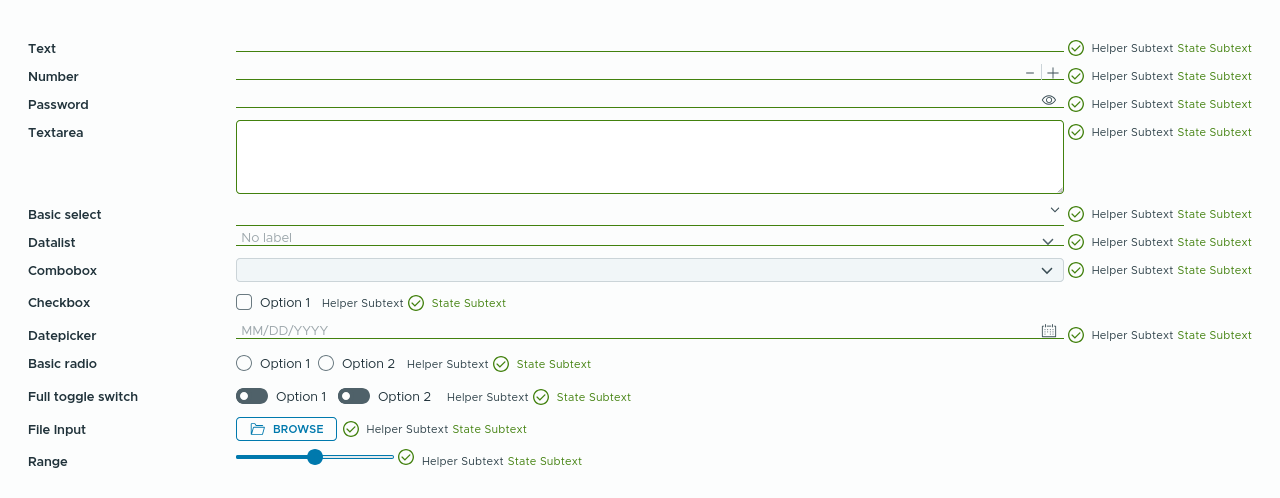 Text Helper Subtext State Subtext
Number Helper Subtext State Subtext
Password Helper Subtext State Subtext
Textarea Helper Subtext State Subtext
Basic select Helper Subtext State Subtext
Datalist No label Helper Subtext State Subtext
Combobox Helper Subtext State Subtext
Checkbox Option 1 Helper Subtext State Subtext
Datepicker MM/DD/YYYY Helper Subtext State Subtext
Basic radio Option 1 Option 2 Helper Subtext State Subtext
Full toggle switch Option 1 Option 2 Helper Subtext State Subtext
File Input BROWSE Helper Subtext State Subtext
Range Helper Subtext State Subtext